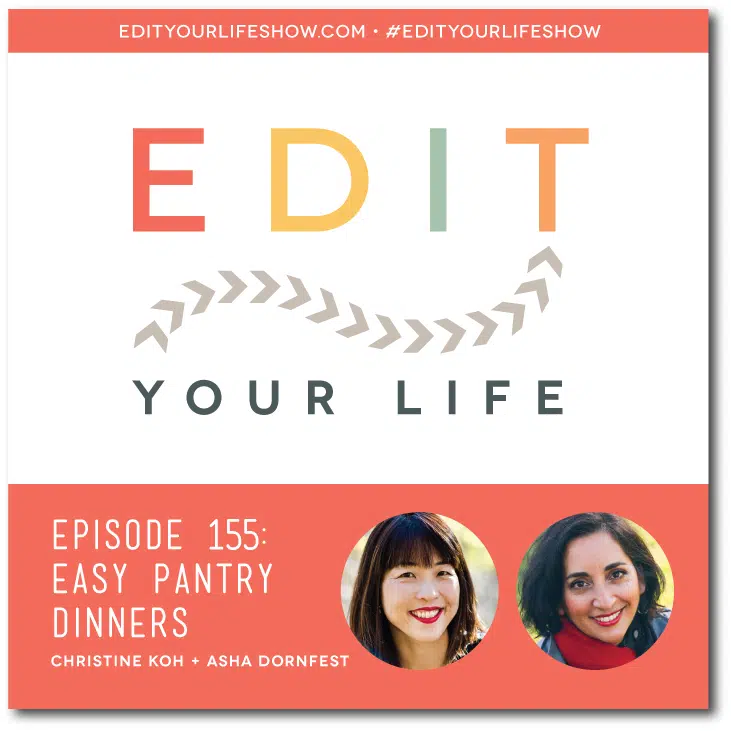 EDITYOURLIFESHOW.COM • #EDITYOURLIFESHOW
EDIT
YOUR LIFE
EPISODE 155:
EASY PANTRY
DINNERS
CHRISTINE KOH + ASHA DORNFEST